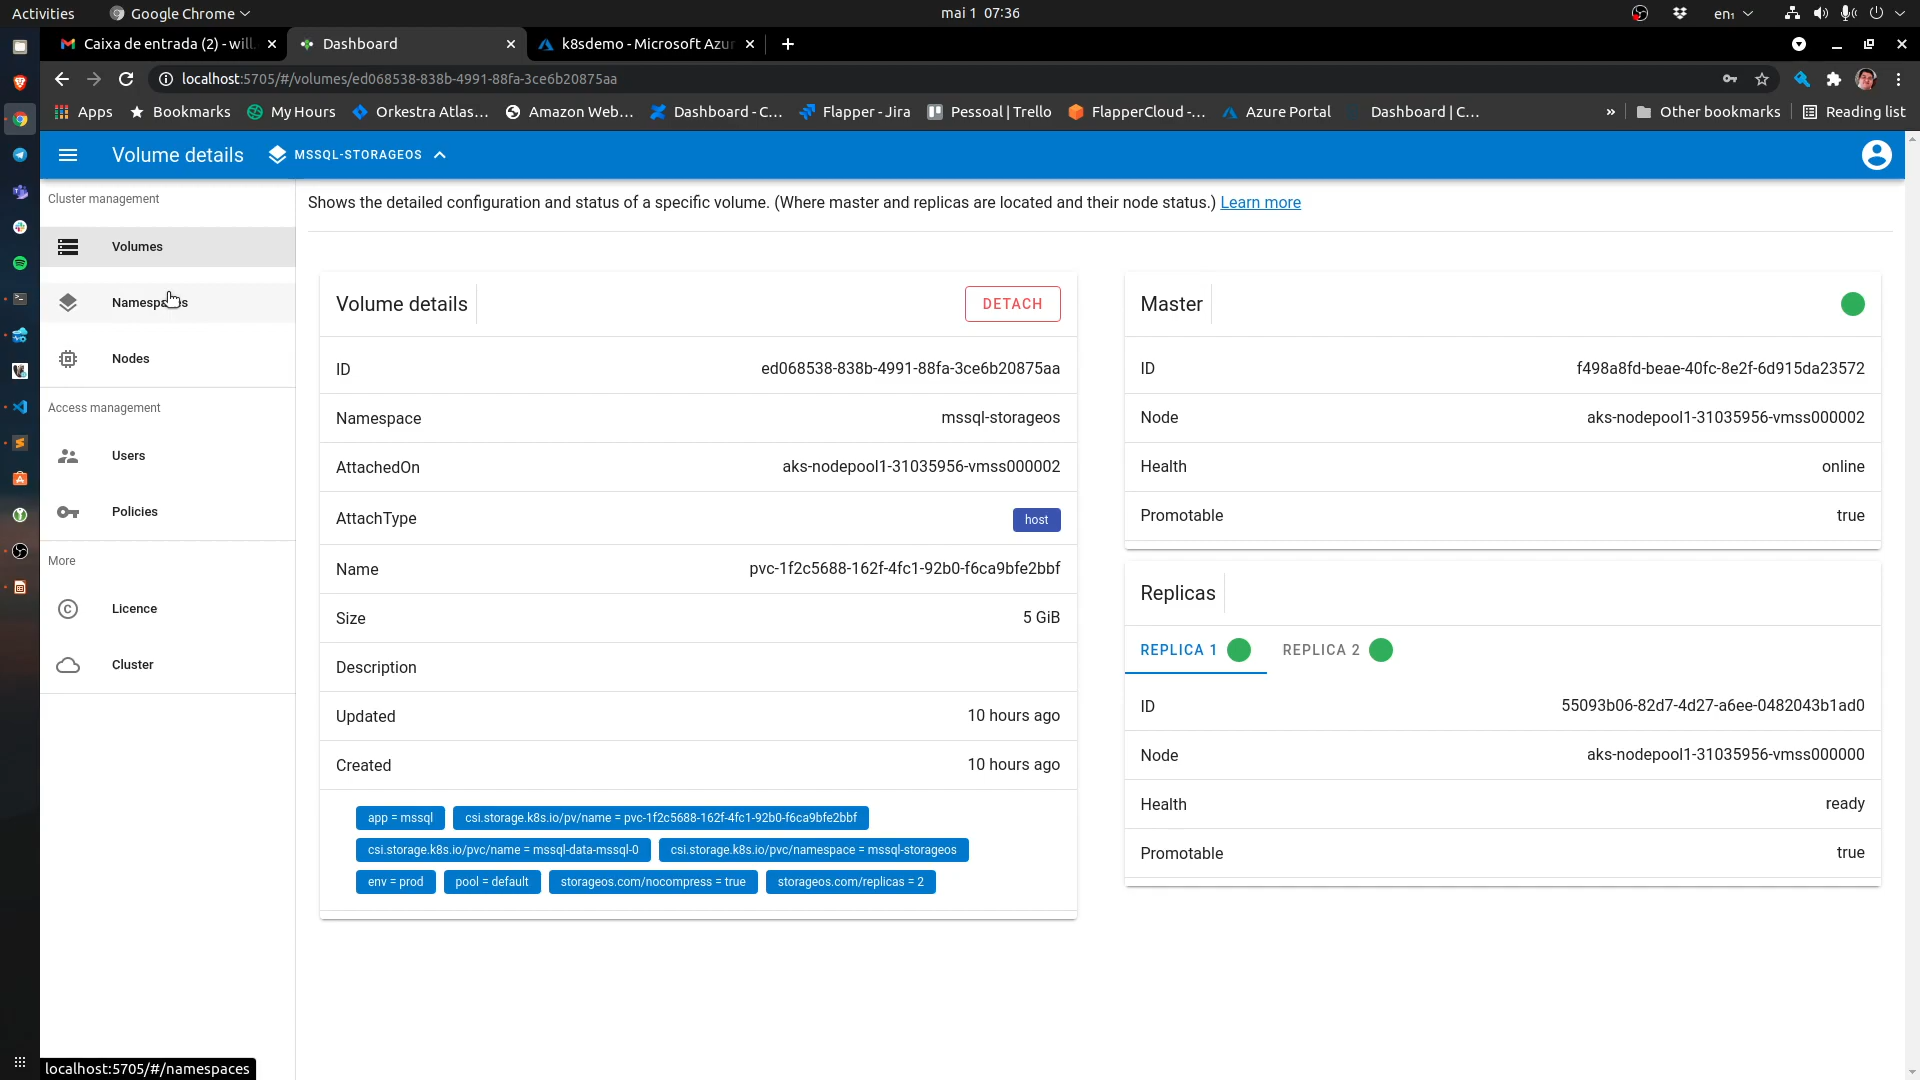 Activities
Google Chrome
mai 1 07:36
en₁
Caixa de entrada (2) - will.
Dashboard
k8sdemo - Microsoft Azur
localhost:5705/#/volumes/ed068538-838b-4991-88fa-3ce6b20875aa
Apps
Bookmarks
My Hours
Orkestra Atlas...
Amazon Web...
Dashboard - C...
Flapper - Jira
Pessoal | Trello
FlapperCloud -...
Azure Portal
Dashboard | C...
»
Other bookmarks
Reading list
Volume details
MSSQL-STORAGEOS
Cluster management
Volumes
Namespaces
Nodes
Access management
Users
Policies
More
Licence
Cluster
Shows the detailed configuration and status of a specific volume. (Where master and replicas are located and their node status.) Learn more
Volume details
DETACH
ID ed068538-838b-4991-88fa-3ce6b20875aa
Namespace mssql-storageos
AttachedOn aks-nodepool1-31035956-vmss000002
AttachType host
Name pvc-1f2c5688-162f-4fc1-92b0-f6ca9bfe2bbf
Size 5 GiB
Description
Updated 10 hours ago
Created 10 hours ago
app = mssql csi.storage.k8s.io/pv/name = pvc-1f2c5688-162f-4fc1-92b0-f6ca9bfe2bbf
csi.storage.k8s.io/pvc/name = mssql-data-mssql-0 csi.storage.k8s.io/pvc/namespace = mssql-storageos
env = prod pool = default storageos.com/nocompress = true storageos.com/replicas = 2
Master
ID f498a8fd-beae-40fc-8e2f-6d915da23572
Node aks-nodepool1-31035956-vmss000002
Health online
Promotable true
Replicas
REPLICA 1 REPLICA 2
ID 55093b06-82d7-4d27-a6ee-0482043b1ad0
Node aks-nodepool1-31035956-vmss000000
Health ready
Promotable true
localhost:5705/#/namespaces